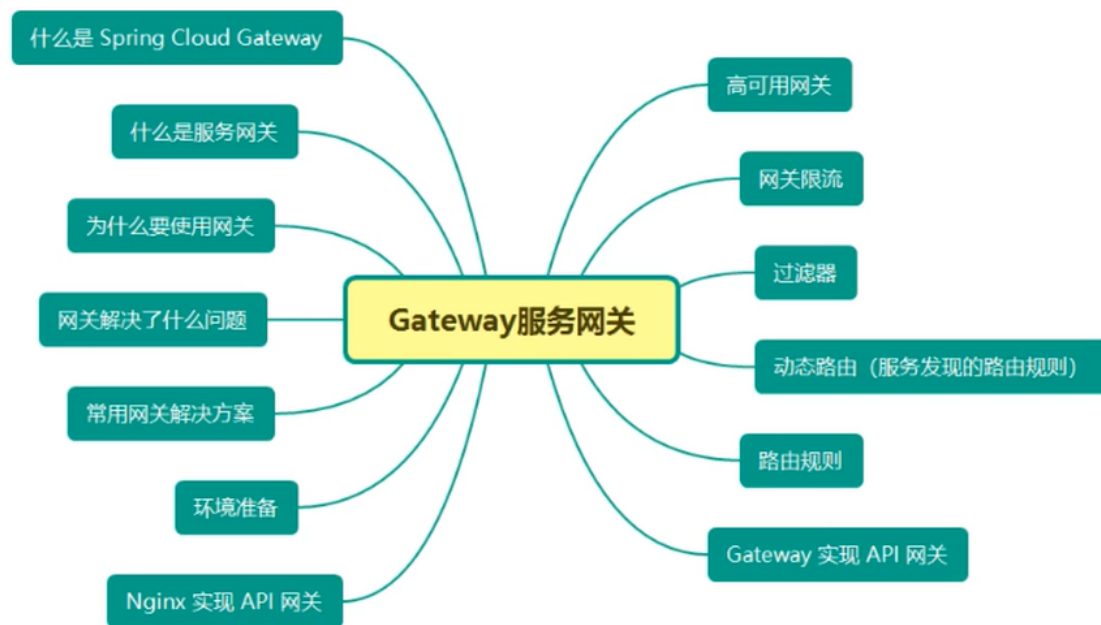 什么是 Spring Cloud Gateway
什么是服务网关
为什么要使用网关
网关解决了什么问题
常用网关解决方案
环境准备
Nginx 实现 API 网关
Gateway服务网关
高可用网关
网关限流
过滤器
动态路由（服务发现的路由规则）
路由规则
Gateway 实现 API 网关